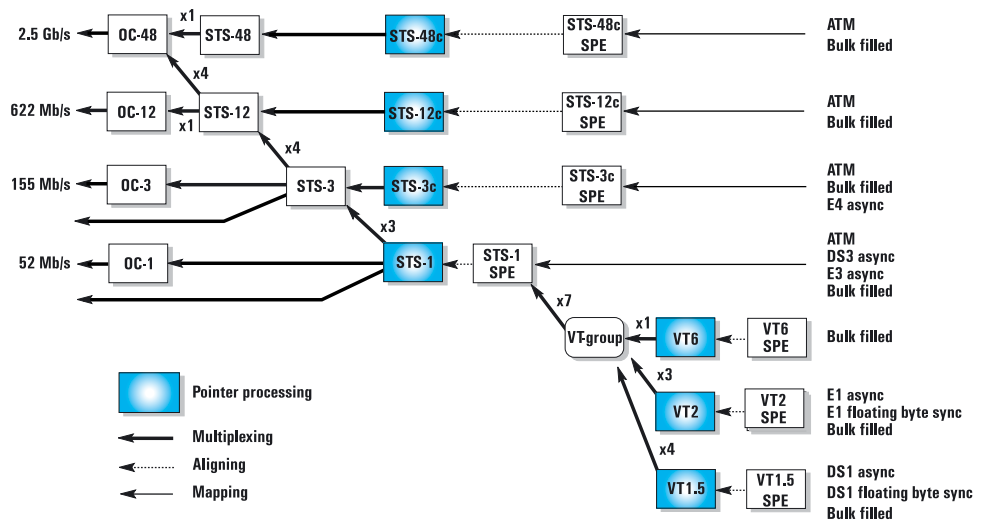 2.5 Gb/s
OC-48
x1
STS-48
STS-48c
STS-48c
SPE
ATM
Bulk filled
x4
622 Mb/s
OC-12
x1
STS-12
STS-12c
STS-12c
SPE
ATM
Bulk filled
x4
155 Mb/s
OC-3
STS-3
STS-3c
STS-3c
SPE
ATM
Bulk filled
E4 async
x3
52 Mb/s
OC-1
STS-1
STS-1
SPE
ATM
DS3 async
E3 async
Bulk filled
x7
VT-group
x1
VT6
VT6
SPE
Bulk filled
x3
VT2
VT2
SPE
E1 async
E1 floating byte sync
Bulk filled
x4
VT1.5
VT1.5
SPE
DS1 async
DS1 floating byte sync
Bulk filled
Pointer processing
Multiplexing
Aligning
Mapping